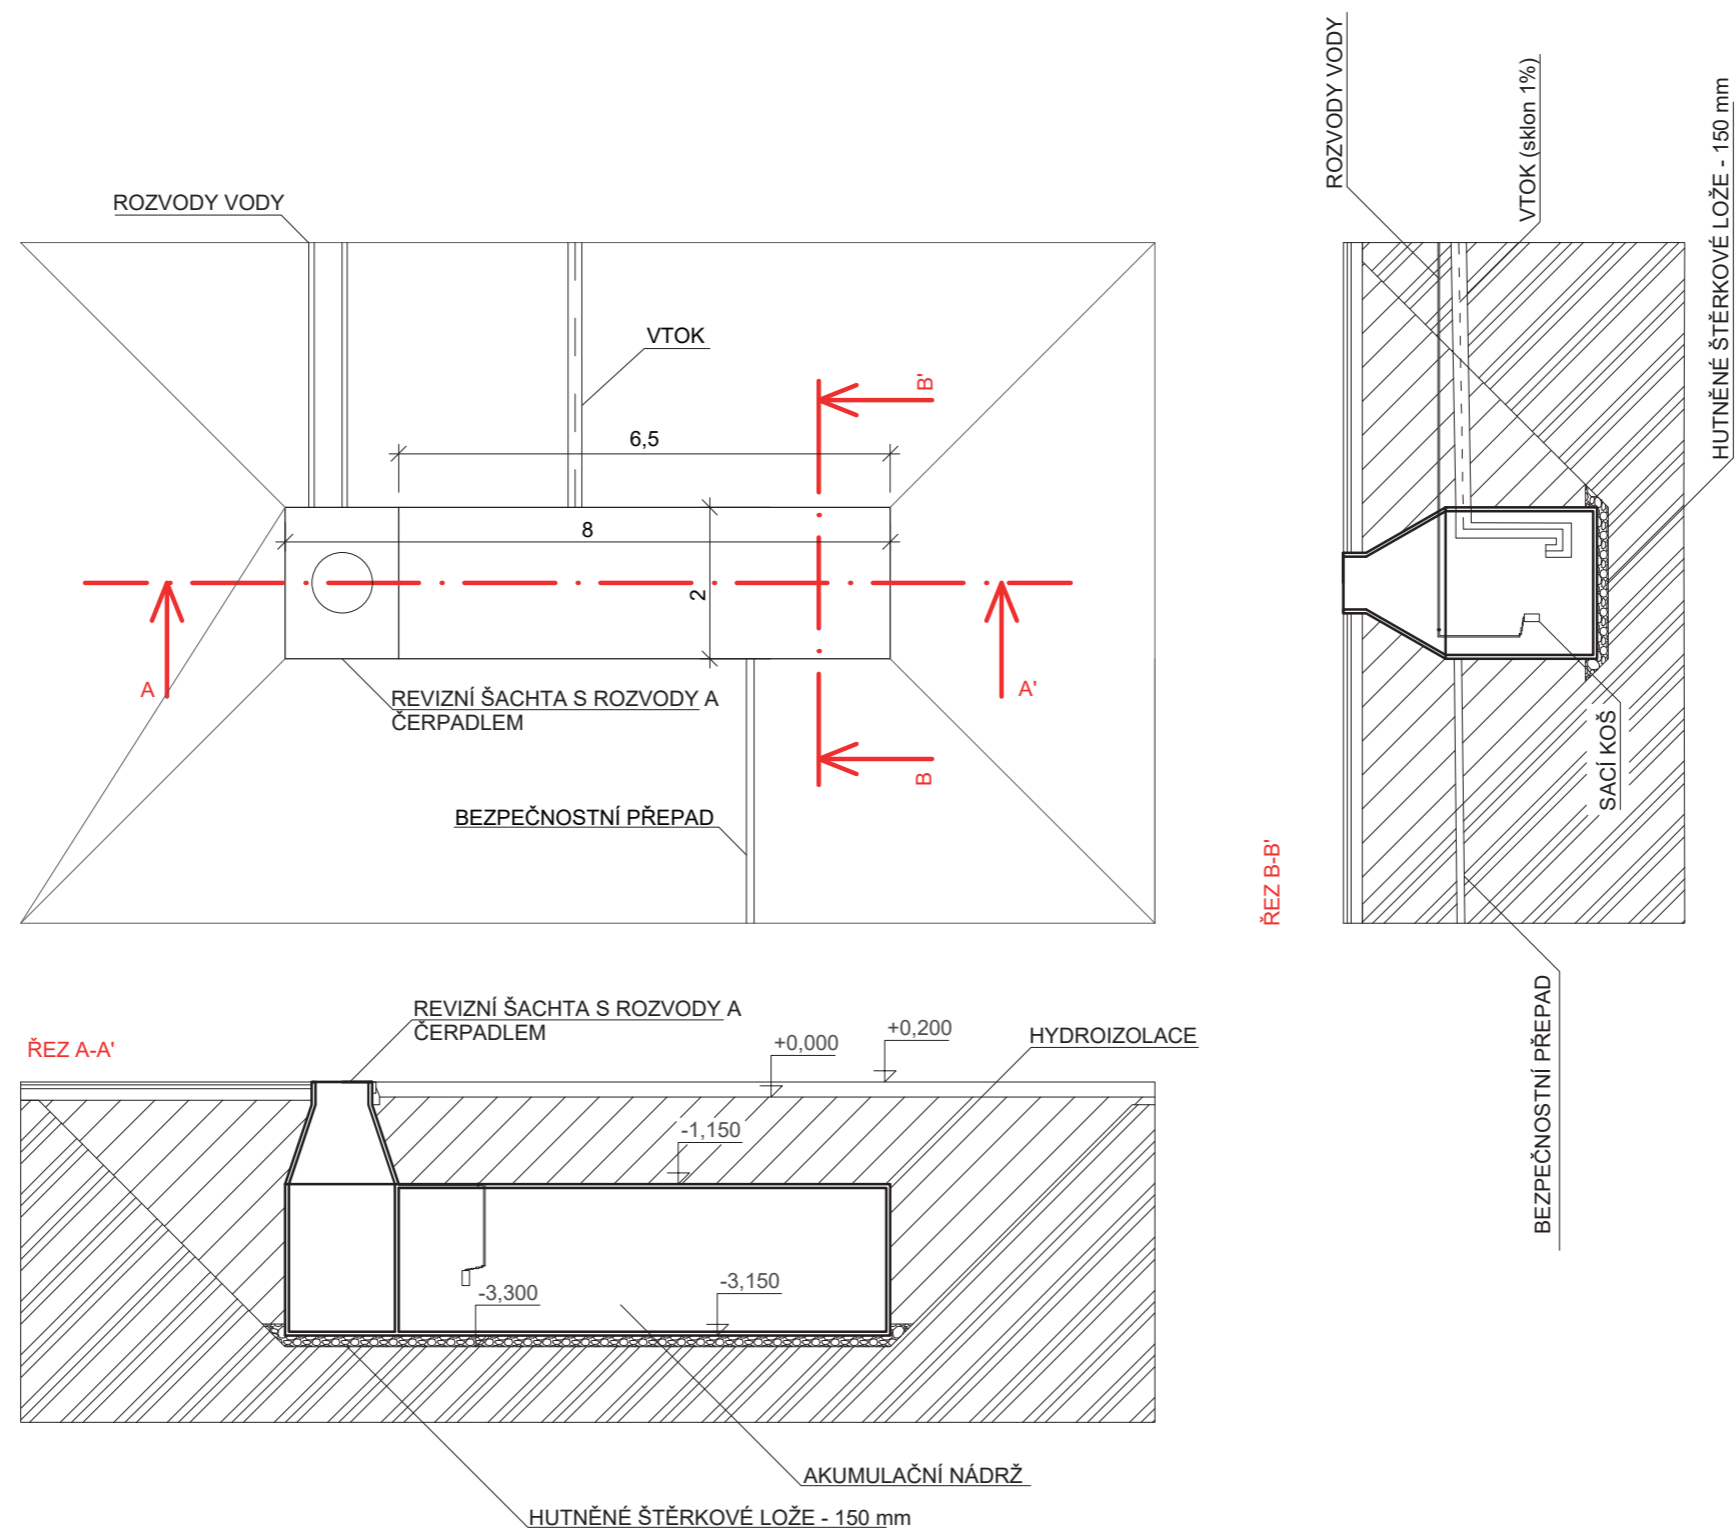 ROZVODY VODY
VTOK
B'
6,5
8
2
A
A'
REVIZNÍ ŠACHTA S ROZVODY A
ČERPADLEM
B
BEZPEČNOSTNÍ PŘEPAD
ROZVODY VODY
VTOK (sklon 1%)
HUTNĚNÉ ŠTĚRKOVÉ LOŽE - 150 mm
SACÍ KOŠ
ŘEZ B-B'
BEZPEČNOSTNÍ PŘEPAD
ŘEZ A-A'
REVIZNÍ ŠACHTA S ROZVODY A
ČERPADLEM
+0,000
+0,200
HYDROIZOLACE
-1,150
-3,300
-3,150
AKUMULAČNÍ NÁDRŽ
HUTNĚNÉ ŠTĚRKOVÉ LOŽE - 150 mm